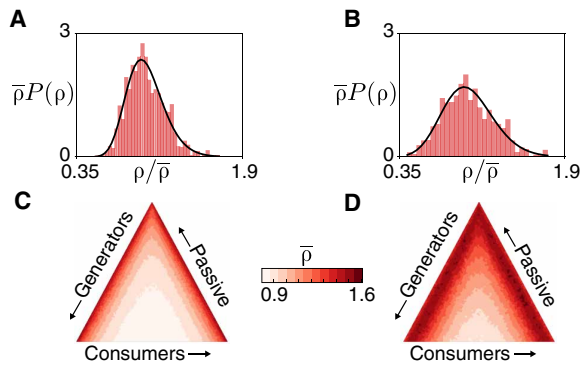 A
B
3
3
ρ̅P(ρ)
ρ̅P(ρ)
0
0
0.35
ρ/ρ̅
1.9
0.35
ρ/ρ̅
1.9
C
D
Generators
Passive
ρ̅
0.9
1.6
Generators
Passive
Consumers
Consumers